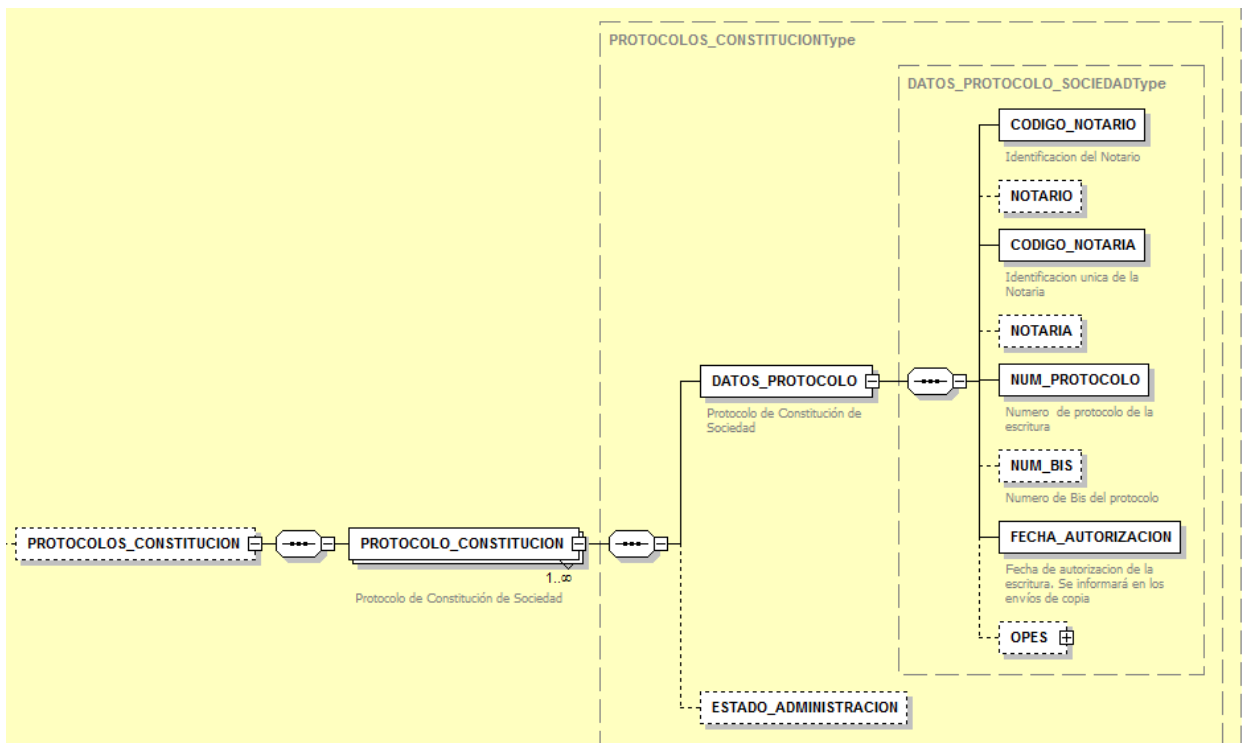 PROTOCOLOS_CONSTITUCIONType
DATOS_PROTOCOLO_SOCIEDADType
CODIGO_NOTARIO
Identificacion del Notario
NOTARIO
CODIGO_NOTARIA
Identificacion unica de la
Notaria
NOTARIA
DATOS_PROTOCOLO
Protocolo de Constitución de
Sociedad
NUM_PROTOCOLO
Numero de protocolo de la
escritura
NUM_BIS
Numero de Bis del protocolo
PROTOCOLOS_CONSTITUCION
PROTOCOLO_CONSTITUCION
1..∞
Protocolo de Constitución de Sociedad
FECHA_AUTORIZACION
Fecha de autorizacion de la
escritura. Se informará en los
envíos de copia
OPES
ESTADO_ADMINISTRACION